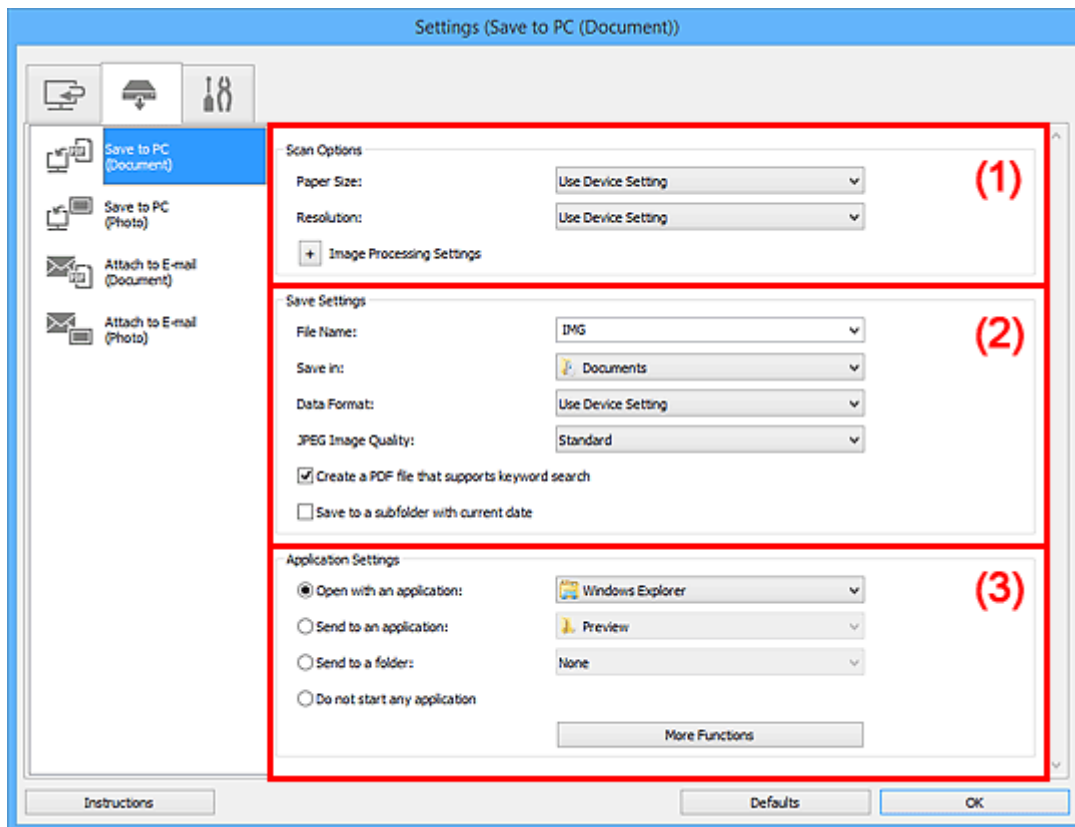 Settings (Save to PC (Document))
Save to PC
(Document)
Save to PC
(Photo)
Attach to E-mail
(Document)
Attach to E-mail
(Photo)
Scan Options
(1)
Paper Size: Use Device Setting
Resolution: Use Device Setting
+ Image Processing Settings
Save Settings
(2)
File Name: IMG
Save in: Documents
Data Format: Use Device Setting
JPEG Image Quality: Standard
Create a PDF file that supports keyword search
Save to a subfolder with current date
Application Settings
(3)
Open with an application: Windows Explorer
Send to an application: Preview
Send to a folder: None
Do not start any application
More Functions
Instructions Defaults OK